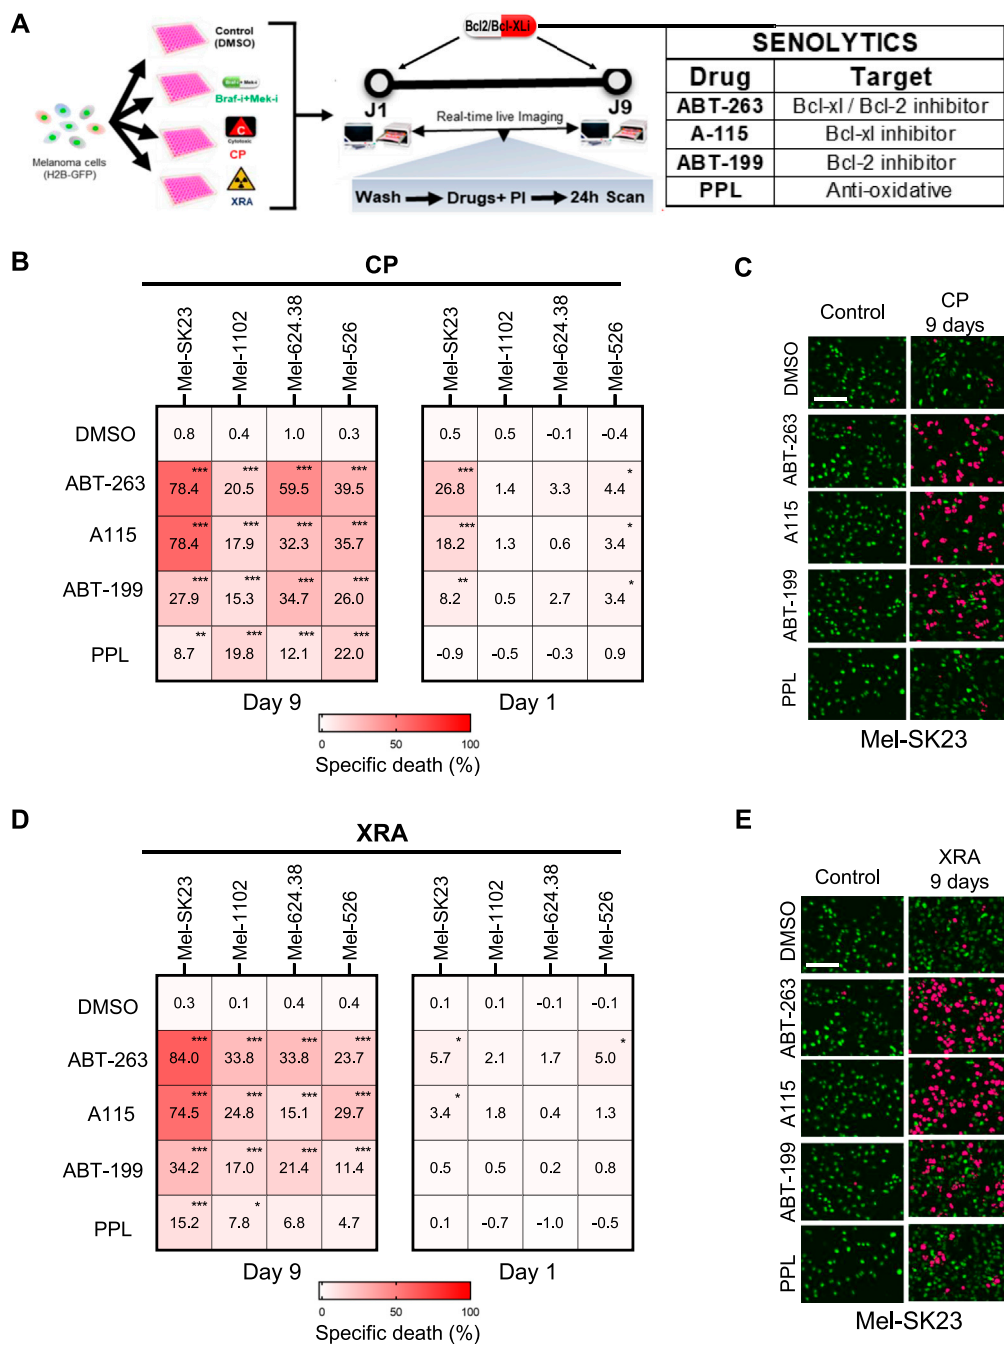 A
Control
(DMSO)
Braf-i+Mek-i
Braf-i+Mek-i
C
Cytotoxic
CP
XRA
Melanoma cells
(H2B-GFP)
Bcl2/Bcl-XLi
J1
J9
Real-time live Imaging
Wash Drugs+ PI 24h Scan
SENOLYTICS
Drug Target
ABT-263 Bcl-xl / Bcl-2 inhibitor
A-115 Bcl-xl inhibitor
ABT-199 Bcl-2 inhibitor
PPL Anti-oxidative
B
CP
Mel-SK23 Mel-1102 Mel-624.38 Mel-526 Mel-SK23 Mel-1102 Mel-624.38 Mel-526
DMSO 0.8 0.4 1.0 0.3 0.5 0.5 -0.1 -0.4
*** *** *** *** *** *
ABT-263 78.4 20.5 59.5 39.5 26.8 1.4 3.3 4.4
*** *** *** *** *** *
A115 78.4 17.9 32.3 35.7 18.2 1.3 0.6 3.4
*** *** *** *** ** *
ABT-199 27.9 15.3 34.7 26.0 8.2 0.5 2.7 3.4
** *** *** ***
PPL 8.7 19.8 12.1 22.0 -0.9 -0.5 -0.3 0.9
Day 9 Day 1
0 50 100
Specific death (%)
C
Control CP
9 days
DMSO
ABT-263
A115
ABT-199
PPL
Mel-SK23
D
XRA
Mel-SK23 Mel-1102 Mel-624.38 Mel-526 Mel-SK23 Mel-1102 Mel-624.38 Mel-526
DMSO 0.3 0.1 0.4 0.4 0.1 0.1 -0.1 -0.1
*** *** *** *** * *
ABT-263 84.0 33.8 33.8 23.7 5.7 2.1 1.7 5.0
*** *** *** *** *
A115 74.5 24.8 15.1 29.7 3.4 1.8 0.4 1.3
*** *** *** ***
ABT-199 34.2 17.0 21.4 11.4 0.5 0.5 0.2 0.8
*** *
PPL 15.2 7.8 6.8 4.7 0.1 -0.7 -1.0 -0.5
Day 9 Day 1
0 50 100
Specific death (%)
E
Control XRA
9 days
DMSO
ABT-263
A115
ABT-199
PPL
Mel-SK23